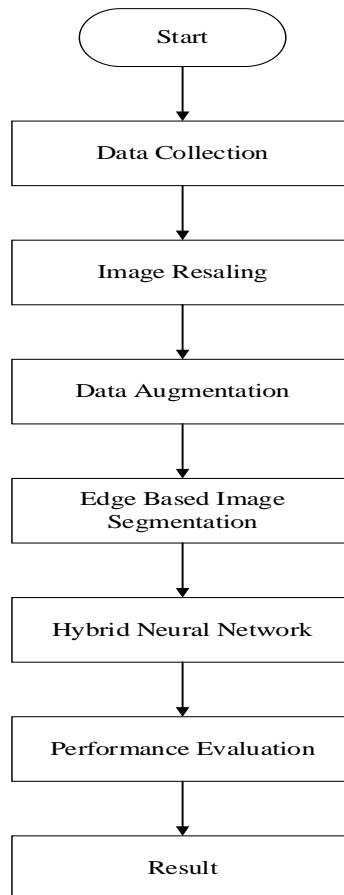 Start
Data Collection
Image Resaling
Data Augmentation
Edge Based Image
Segmentation
Hybrid Neural Network
Performance Evaluation
Result